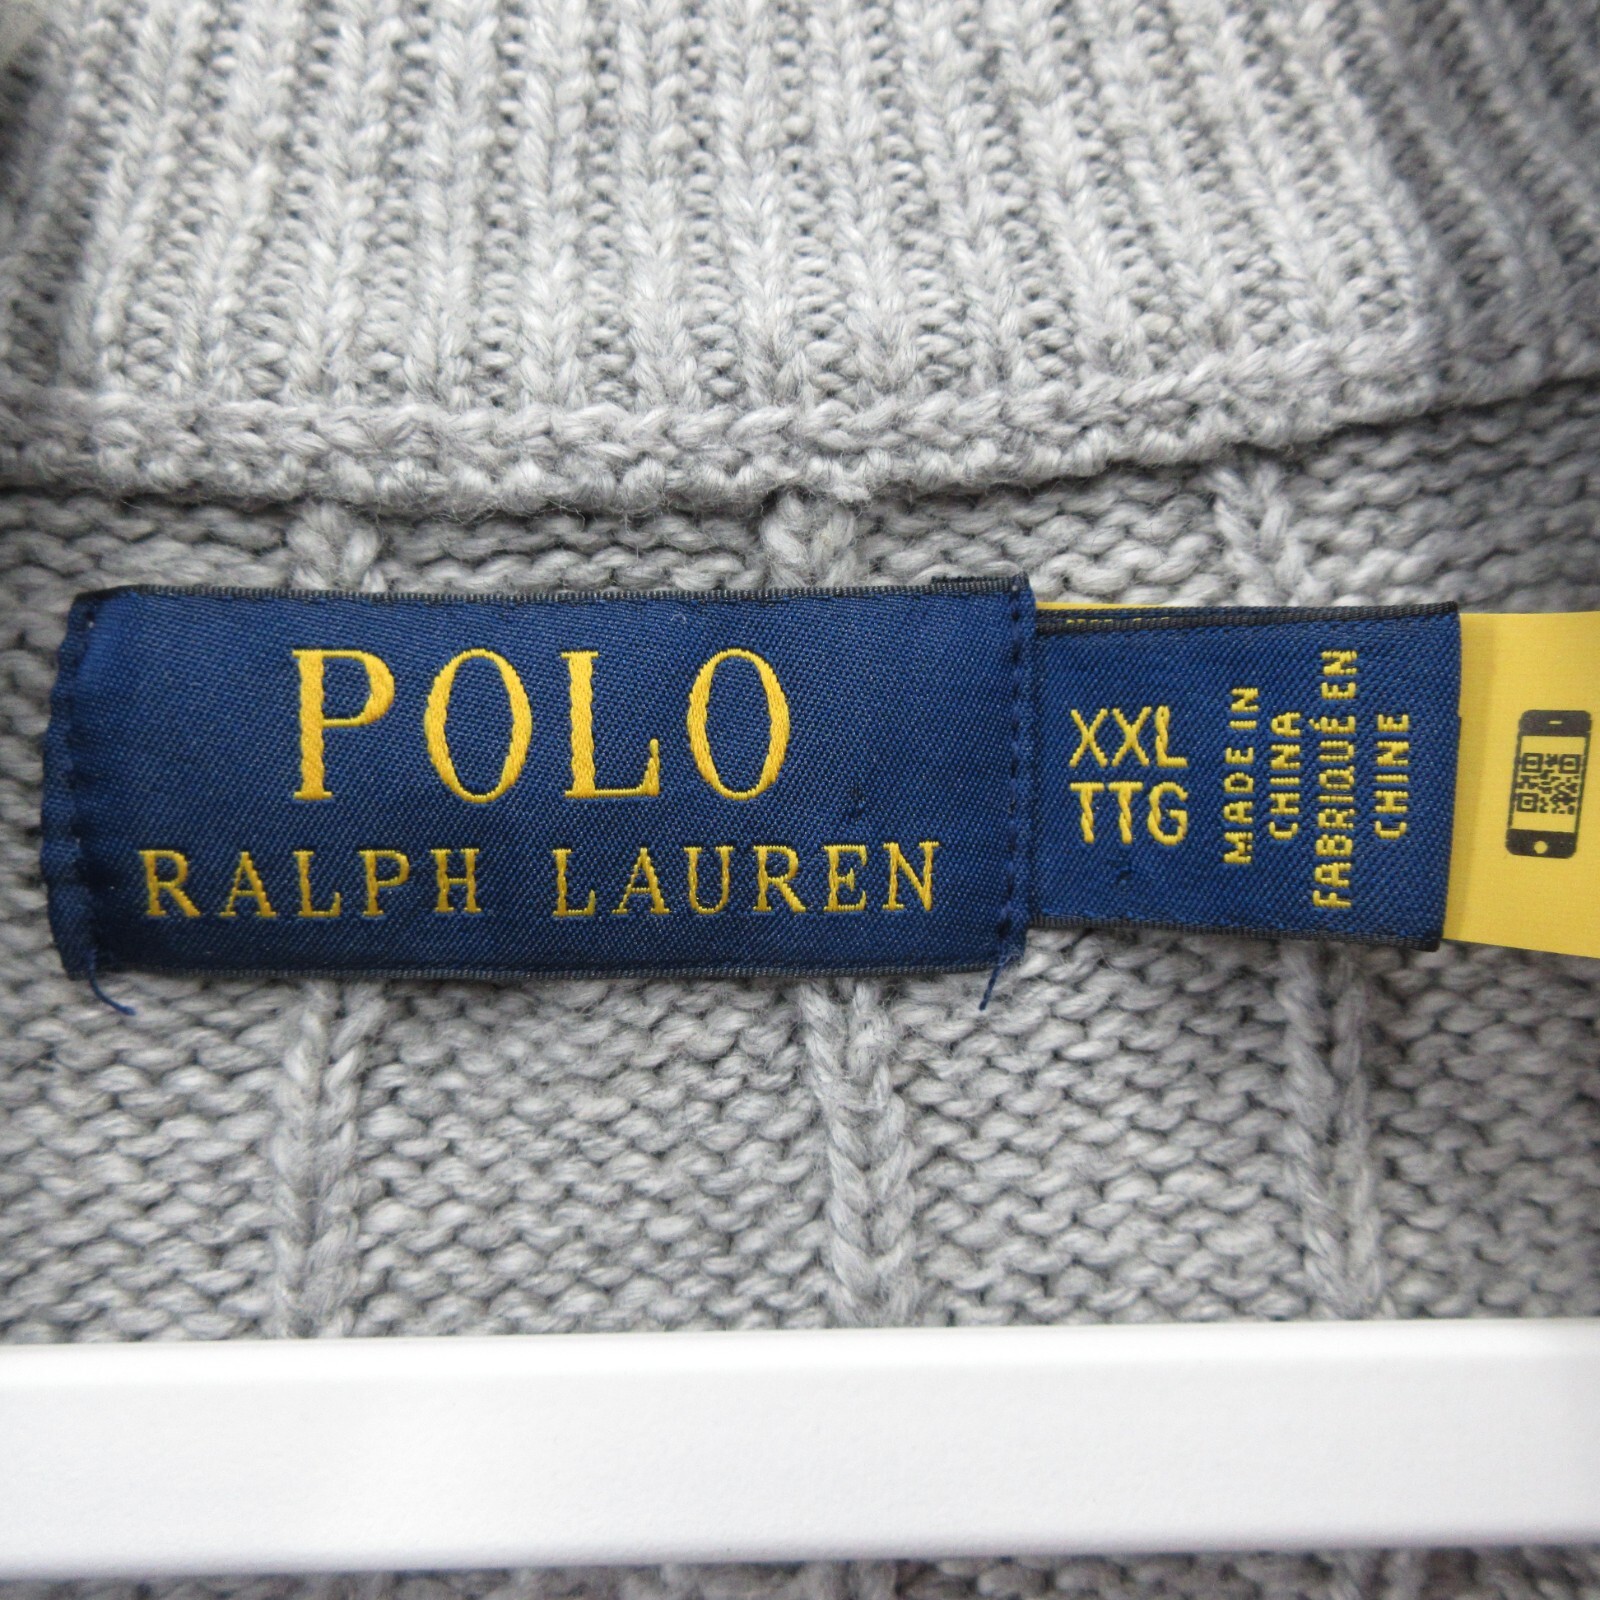 POLO
RALPH LAUREN
XXL
TTG
MADE IN
CHINA
FABRIQUÉ EN
CHINE